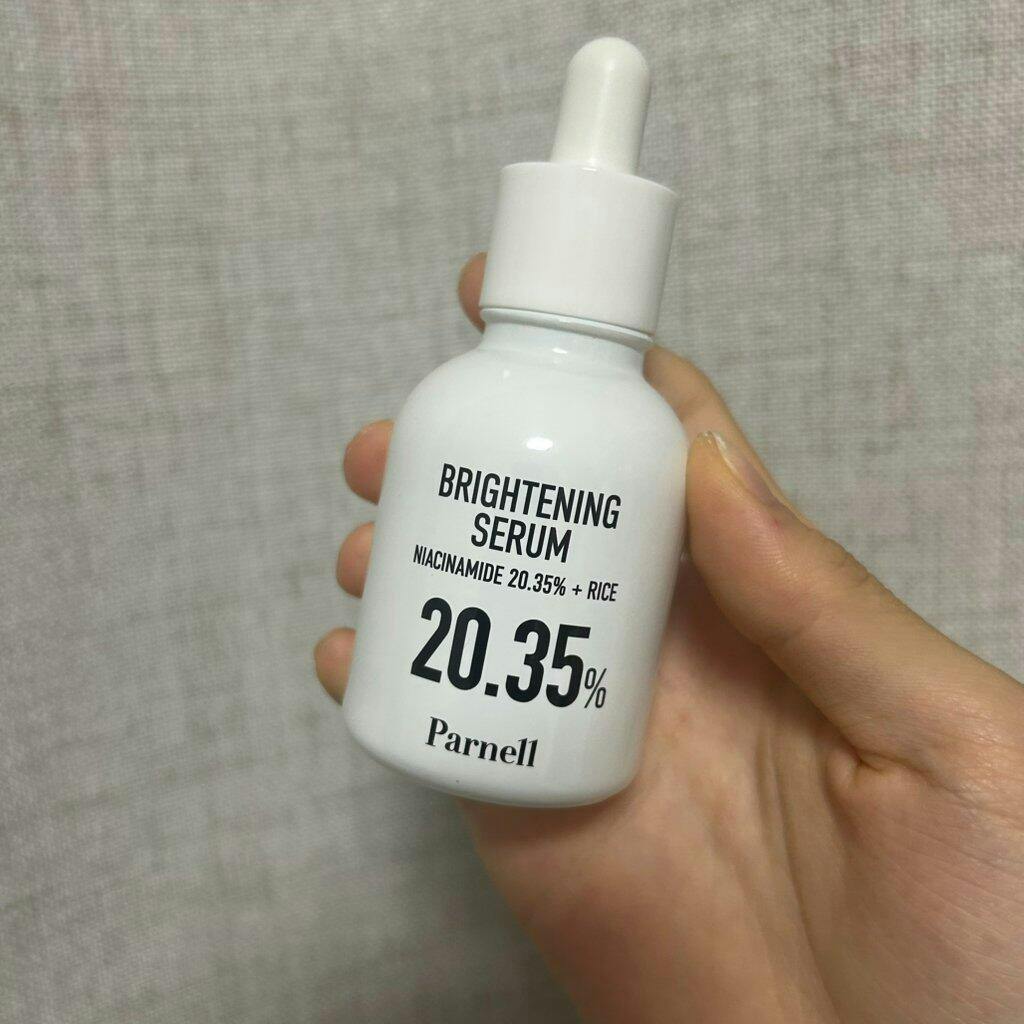 BRIGHTENING
SERUM
NIACINAMIDE 20.35% + RICE
20.35%
Parnell